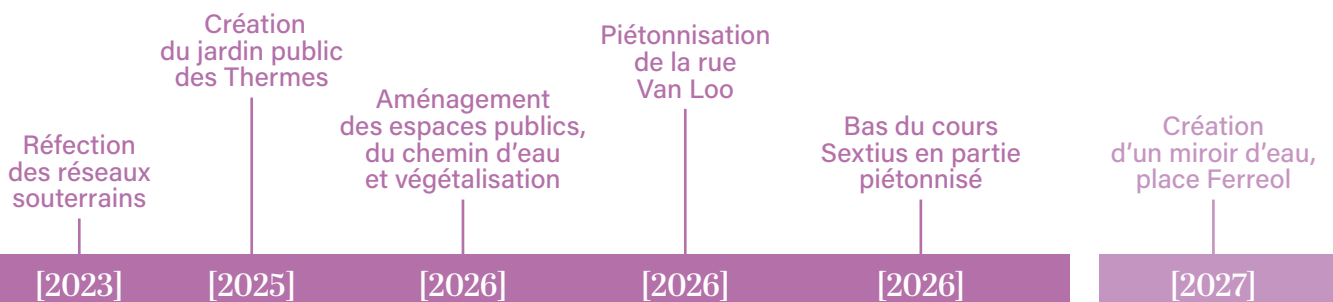 Réfection
des réseaux
souterrains
[2023]
Création
du jardin public
des Thermes
[2025]
Aménagement
des espaces publics,
du chemin d'eau
et végétalisation
[2026]
Piétonnisation
de la rue
Van Loo
[2026]
Bas du cours
Sextius en partie
piétonnisé
[2026]
Création
d'un miroir d'eau,
place Ferreol
[2027]